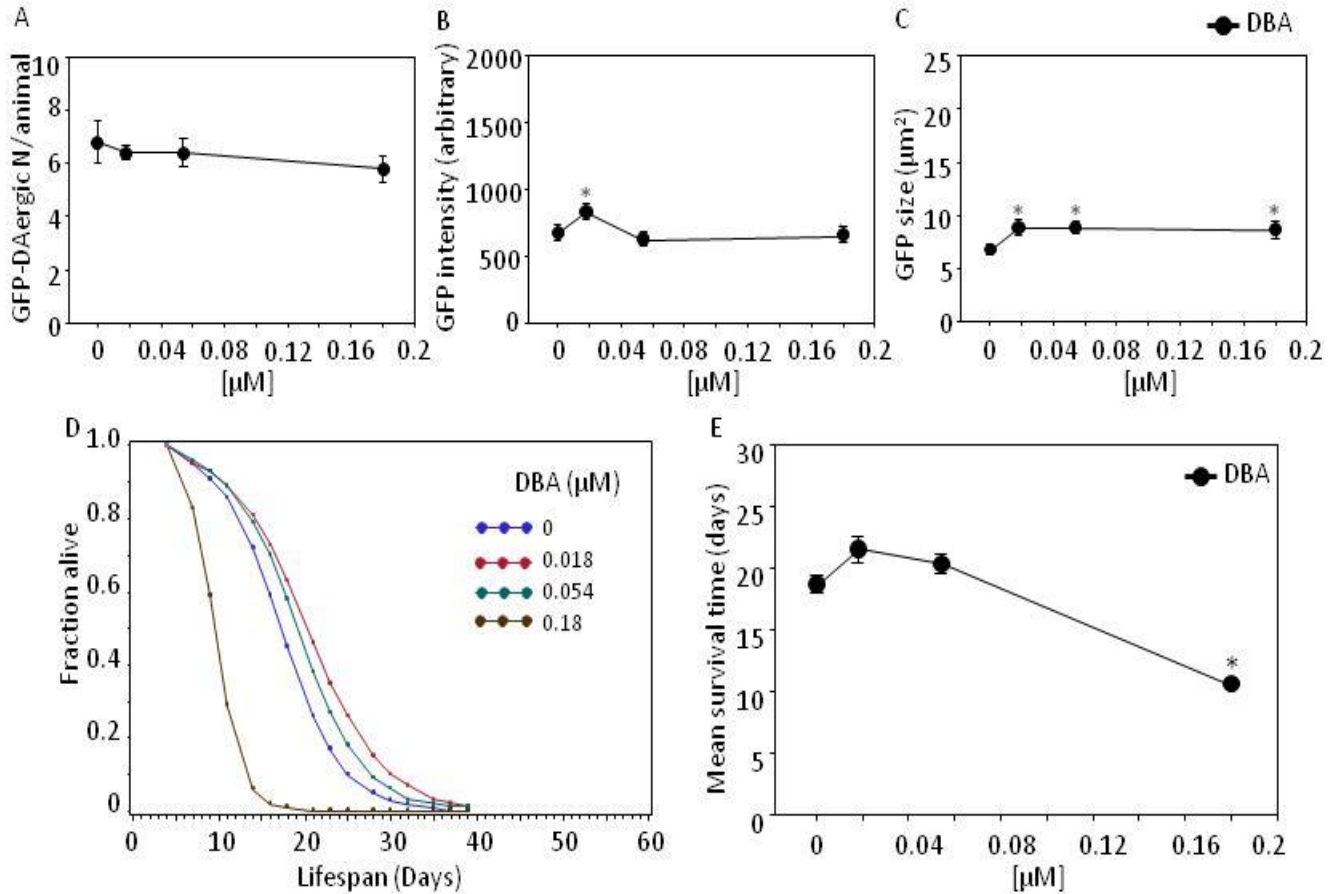 A
GFP-DAergic N/animal
10
8
6
4
2
0
0 0.04 0.08 0.12 0.16 0.2
[µM]
B
GFP intensity (arbitrary)
2000
1500
1000
500
0
*
0 0.04 0.08 0.12 0.16 0.2
[µM]
C
DBA
GFP size (µm²)
25
20
15
10
5
0
* * *
0 0.04 0.08 0.12 0.16 0.2
[µM]
D
Fraction alive
1.0
0.8
0.6
0.4
0.2
0
DBA (µM)
0
0.018
0.054
0.18
0 10 20 30 40 50 60
Lifespan (Days)
E
Mean survival time (days)
30
25
20
15
10
5
0
DBA
*
0 0.04 0.08 0.12 0.16 0.2
[µM]